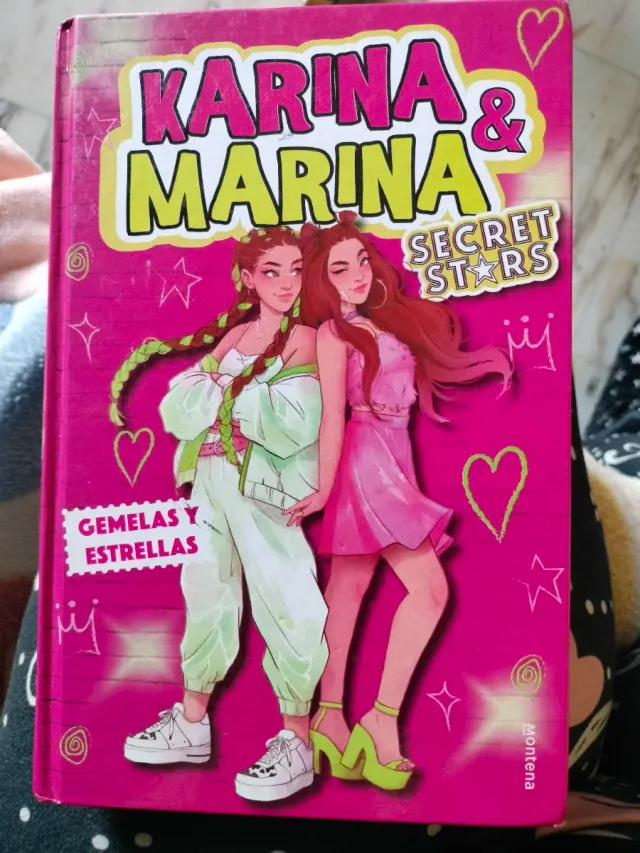 KARINA &
MARINA
SECRET
STARS
GEMELAS Y
ESTRELLAS
Montena